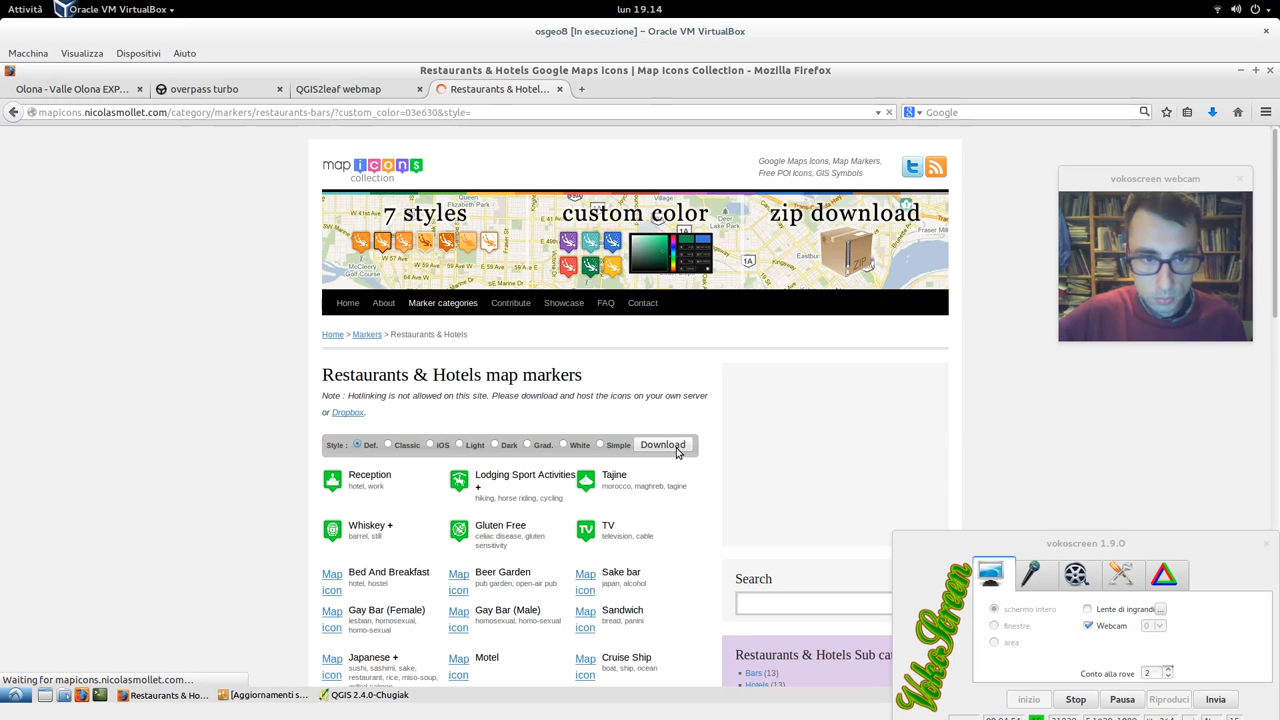 Attività
Oracle VM VirtualBox
lun 19.14
osgeo8 [In esecuzione] – Oracle VM VirtualBox
Macchina Visualizza Dispositivi Aiuto
Restaurants & Hotels Google Maps icons | Map Icons Collection - Mozilla Firefox
Olona - Valle Olona EXP...
overpass turbo
QGIS2leaf webmap
Restaurants & Hotel...
mapicons.nicolasmollet.com/category/markers/restaurants-bars/?custom_color=03e630&style=
Google
map icons
collection
Google Maps Icons, Map Markers,
Free POI Icons, GIS Symbols
7 styles
custom color
zip download
Home About Marker categories Contribute Showcase FAQ Contact
Home > Markers > Restaurants & Hotels
Restaurants & Hotels map markers
Note : Hotlinking is not allowed on this site. Please download and host the icons on your own server
or Dropbox.
Style : Def. Classic iOS Light Dark Grad. White Simple Download
Reception
hotel, work
Lodging Sport Activities
+
hiking, horse riding, cycling
Tajine
morocco, maghreb, tagine
Whiskey +
barrel, still
Gluten Free
celiac disease, gluten
sensitivity
TV
television, cable
Map
icon
Bed And Breakfast
hotel, hostel
Map
icon
Beer Garden
pub garden, open-air pub
Map
icon
Sake bar
japan, alcohol
Map
icon
Gay Bar (Female)
lesbian, homosexual,
homo-sexual
Map
icon
Gay Bar (Male)
homosexual, homo-sexual
Map
icon
Sandwich
bread, panini
Map
icon
Japanese +
sushi, sashimi, sake,
restaurant, rice, miso-soup,
Map
icon
Motel
Map
icon
Cruise Ship
boat, ship, ocean
Search
Restaurants & Hotels Sub ca
Bars (13)
Hotels (13)
vokoscreen webcam
vokoscreen 1.9.0
VokoScreen
schermo intero
finestre
area
Lente di ingrandi
...
Webcam
0
Conto alla rove
2
inizio Stop Pausa Riproduci Invia
Waiting for mapicons.nicolasmollet.com...
Restaurants & Ho...
[Aggiornamenti s...
QGIS 2.4.0-Chugiak